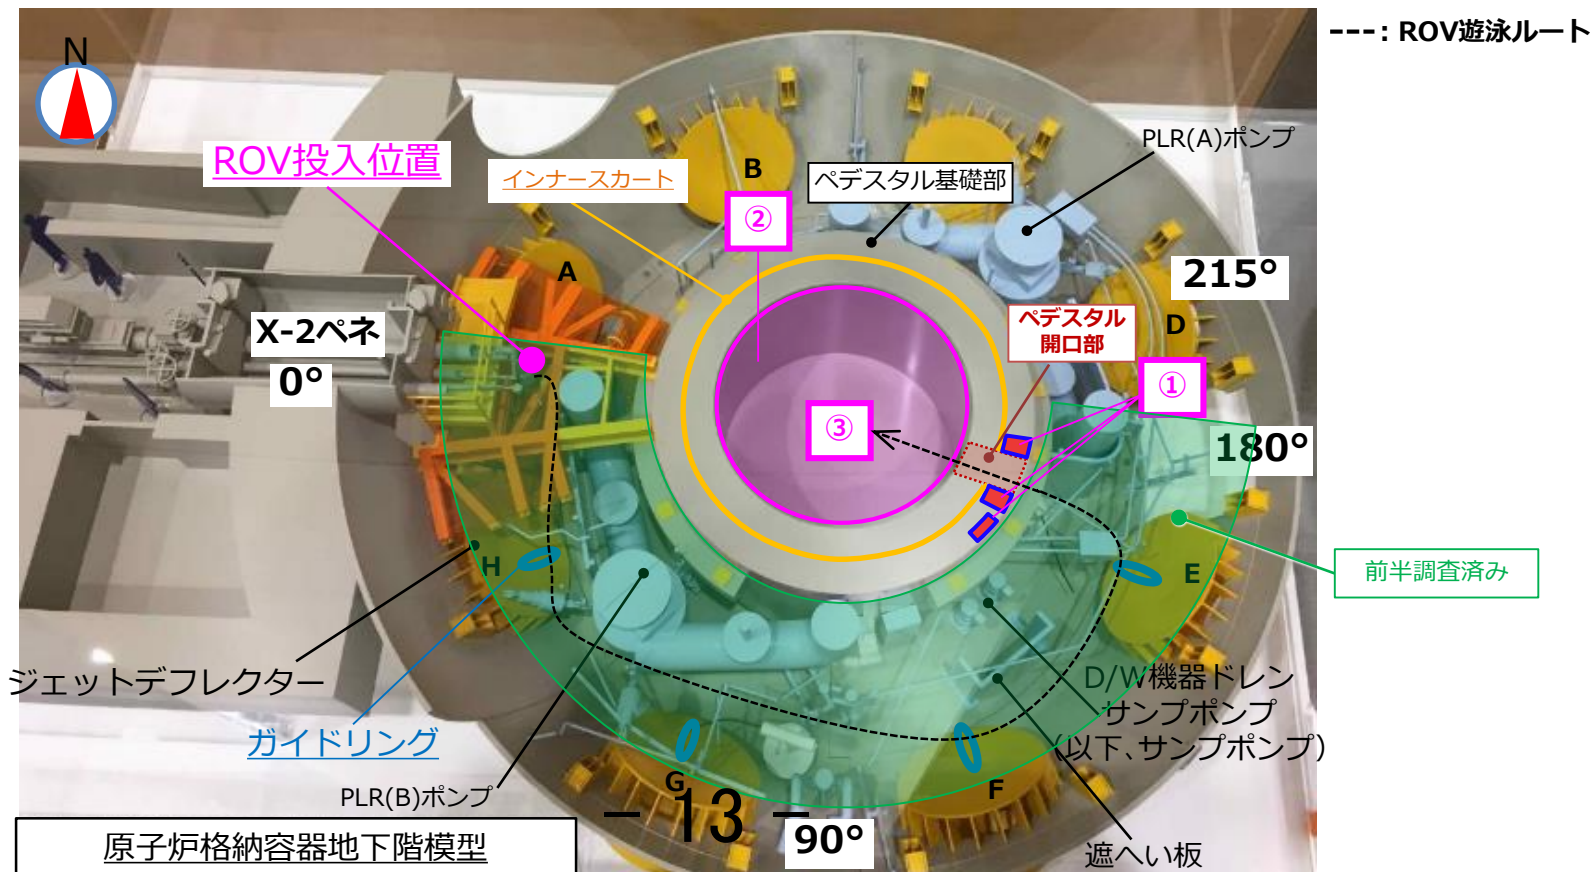 ---: ROV遊泳ルート
N
ROV投入位置
インナースカート
B
②
ペデスタル基礎部
PLR(A)ポンプ
A
215°
D
X-2ペネ
0°
ペデスタル
開口部
①
③
180°
H
E
前半調査済み
ジェットデフレクター
ガイドリング
PLR(B)ポンプ
G
F
D/W機器ドレン
サンプポンプ
(以下、サンプポンプ)
- 13 -
90°
遮へい板
原子炉格納容器地下階模型